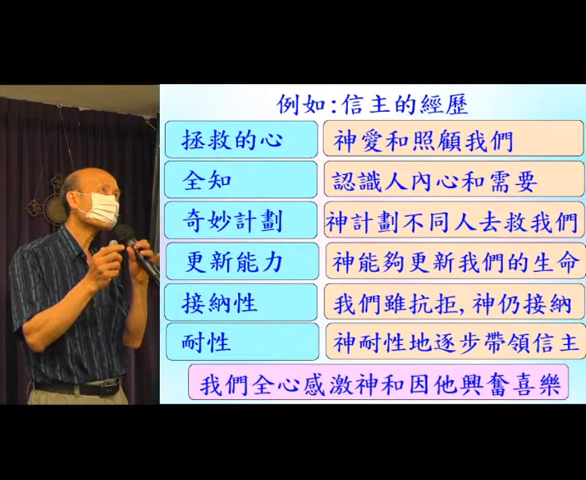 例如:信主的經歷
拯救的心 神愛和照顧我們
全知 認識人內心和需要
奇妙計劃 神計劃不同人去救我們
更新能力 神能夠更新我們的生命
接納性 我們雖抗拒,神仍接納
耐性 神耐性地逐步帶領信主
我們全心感激神和因他興奮喜樂